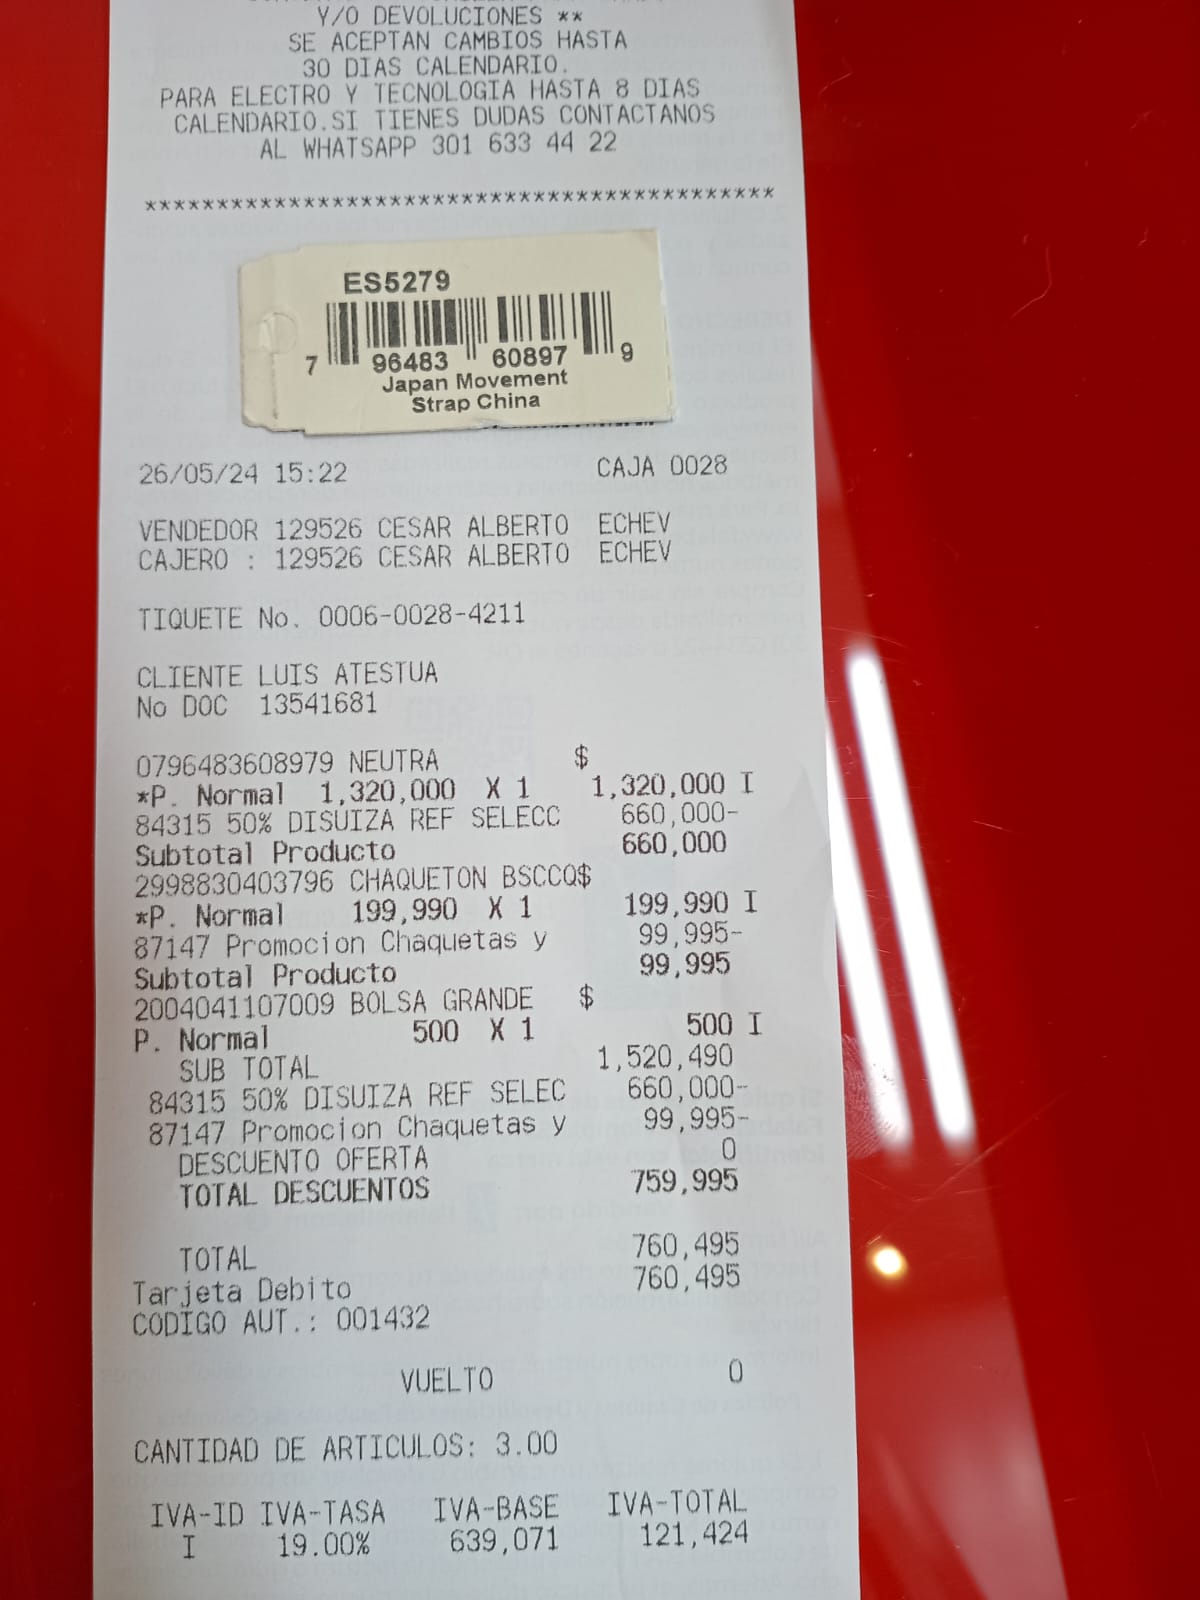 Y/O DEVOLUCIONES **
SE ACEPTAN CAMBIOS HASTA
30 DIAS CALENDARIO.
PARA ELECTRO Y TECNOLOGIA HASTA 8 DIAS
CALENDARIO.SI TIENES DUDAS CONTACTANOS
AL WHATSAPP 301 633 44 22
********************************************
ES5279
7 96483 60897 9
Japan Movement
Strap China
26/05/24 15:22 CAJA 0028
VENDEDOR 129526 CESAR ALBERTO ECHEV
CAJERO : 129526 CESAR ALBERTO ECHEV
TIQUETE No. 0006-0028-4211
CLIENTE LUIS ATESTUA
No DOC 13541681
0796483608979 NEUTRA $
*P. Normal 1,320,000 X 1 1,320,000 I
84315 50% DISUIZA REF SELECC 660,000-
Subtotal Producto 660,000
2998830403796 CHAQUETON BSCCQ$
*P. Normal 199,990 X 1 199,990 I
87147 Promocion Chaquetas y 99,995-
Subtotal Producto 99,995
2004041107009 BOLSA GRANDE $
P. Normal 500 X 1 500 I
SUB TOTAL 1,520,490
84315 50% DISUIZA REF SELEC 660,000-
87147 Promocion Chaquetas y 99,995-
DESCUENTO OFERTA 0
TOTAL DESCUENTOS 759,995
TOTAL 760,495
Tarjeta Debito 760,495
CODIGO AUT.: 001432
VUELTO 0
CANTIDAD DE ARTICULOS: 3.00
IVA-ID IVA-TASA IVA-BASE IVA-TOTAL
I 19.00% 639,071 121,424